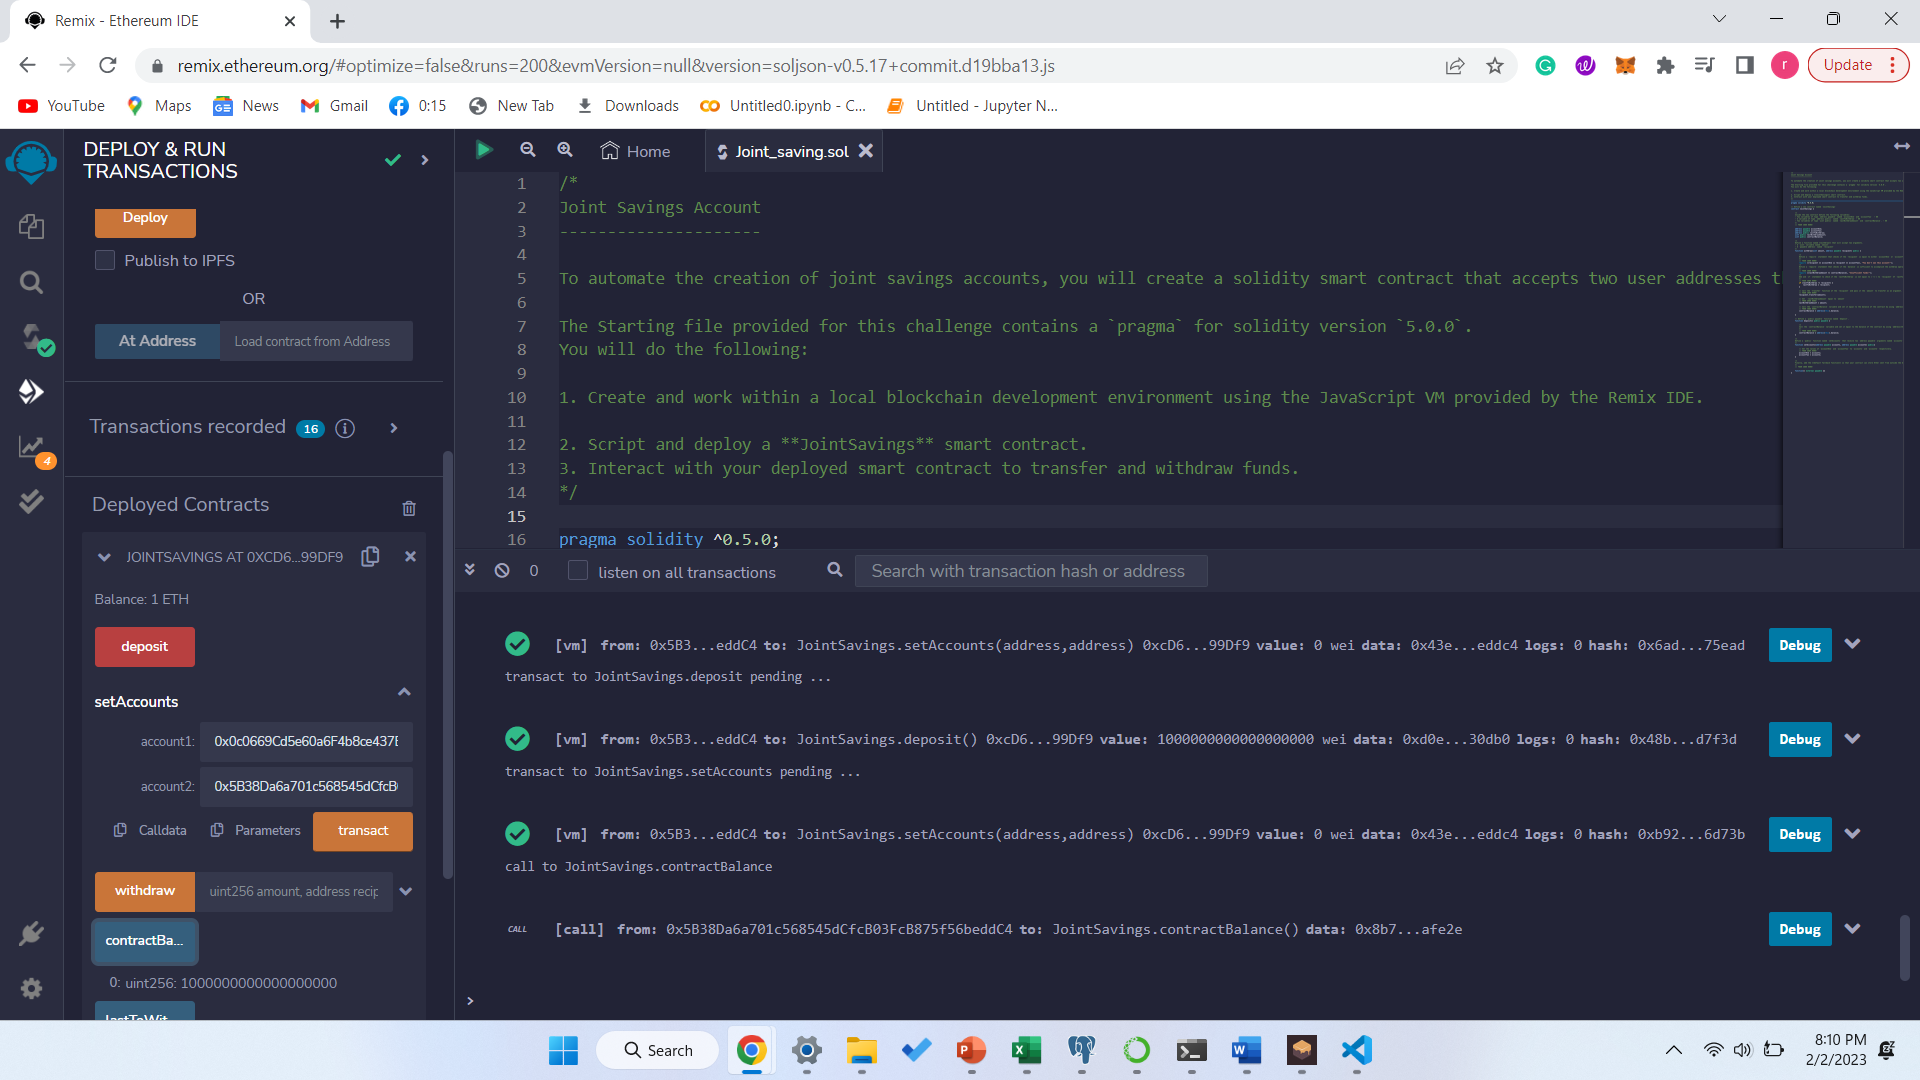 Remix - Ethereum IDE
remix.ethereum.org/#optimize=false&runs=200&evmVersion=null&version=soljson-v0.5.17+commit.d19bba13.js
r
Update
YouTube
Maps
News
Gmail
0:15
New Tab
Downloads
Untitled0.ipynb - C...
Untitled - Jupyter N...
DEPLOY & RUN
TRANSACTIONS
Deploy
Publish to IPFS
OR
At Address
Load contract from Address
Transactions recorded 16
4
Deployed Contracts
JOINTSAVINGS AT 0XCD6...99DF9
Balance: 1 ETH
deposit
setAccounts
account1: 0x0c0669Cd5e60a6F4b8ce437E
account2: 0x5B38Da6a701c568545dCfcB
Calldata
Parameters
transact
withdraw
uint256 amount, address recip
contractBa...
0: uint256: 1000000000000000000
lastToWit...
Home
Joint_saving.sol
1 /*
2 Joint Savings Account
3 ---------------------
4
5 To automate the creation of joint savings accounts, you will create a solidity smart contract that accepts two user addresses t
6
7 The Starting file provided for this challenge contains a `pragma` for solidity version `5.0.0`.
8 You will do the following:
9
10 1. Create and work within a local blockchain development environment using the JavaScript VM provided by the Remix IDE.
11
12 2. Script and deploy a **JointSavings** smart contract.
13 3. Interact with your deployed smart contract to transfer and withdraw funds.
14 */
15
16 pragma solidity ^0.5.0;
0
listen on all transactions
Search with transaction hash or address
[vm] from: 0x5B3...eddC4 to: JointSavings.setAccounts(address,address) 0xcD6...99Df9 value: 0 wei data: 0x43e...eddc4 logs: 0 hash: 0x6ad...75ead
Debug
transact to JointSavings.deposit pending ...
[vm] from: 0x5B3...eddC4 to: JointSavings.deposit() 0xcD6...99Df9 value: 1000000000000000000 wei data: 0xd0e...30db0 logs: 0 hash: 0x48b...d7f3d
Debug
transact to JointSavings.setAccounts pending ...
[vm] from: 0x5B3...eddC4 to: JointSavings.setAccounts(address,address) 0xcD6...99Df9 value: 0 wei data: 0x43e...eddc4 logs: 0 hash: 0xb92...6d73b
Debug
call to JointSavings.contractBalance
CALL [call] from: 0x5B38Da6a701c568545dCfcB03FcB875f56beddC4 to: JointSavings.contractBalance() data: 0x8b7...afe2e
Debug
>
Search
8:10 PM
2/2/2023